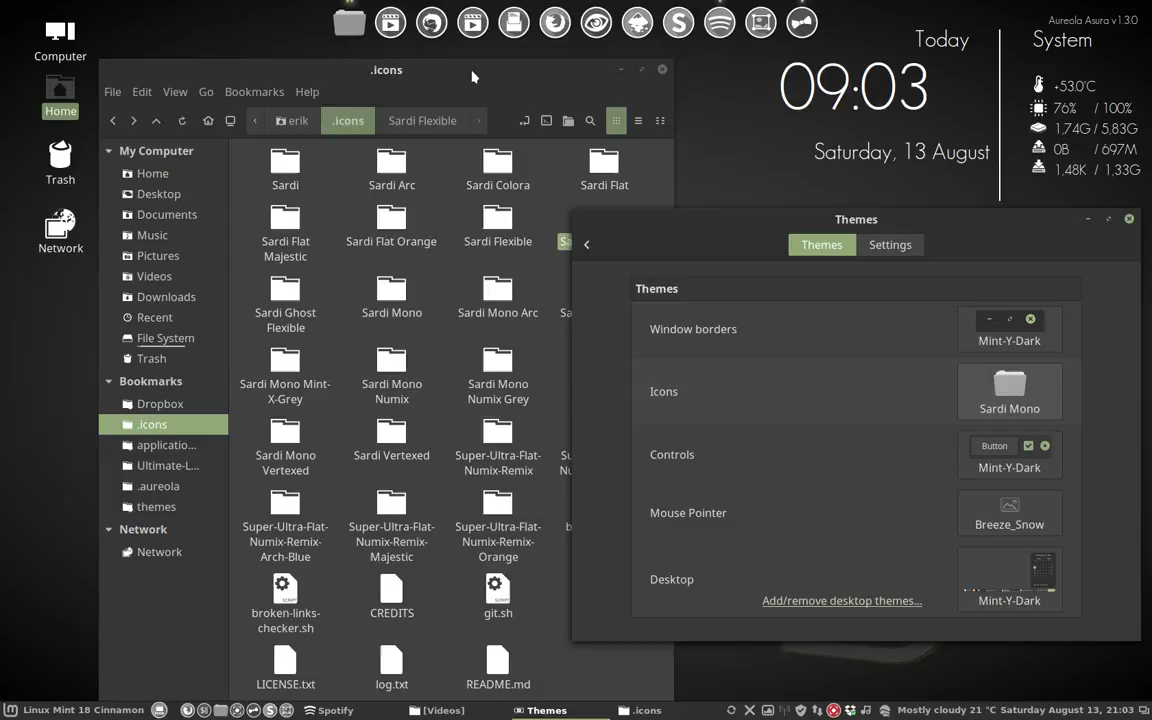 Computer
Home
Trash
Network
Aureola Asura v1.3.0
Today
09:03
Saturday, 13 August
System
+53.0°C
76% / 100%
1,74G / 5,83G
0B / 697M
1,48K / 1,33G
.icons
File Edit View Go Bookmarks Help
erik .icons Sardi Flexible
My Computer
Home
Desktop
Documents
Music
Pictures
Videos
Downloads
Recent
File System
Trash
Bookmarks
Dropbox
.icons
applicatio...
Ultimate-L...
.aureola
themes
Network
Network
Sardi Sardi Arc Sardi Colora Sardi Flat
Sardi Flat
Majestic
Sardi Flat Orange
Sardi Flexible
Sa
Sardi Ghost
Flexible
Sardi Mono
Sardi Mono Arc
Sa
Sardi Mono Mint-
X-Grey
Sardi Mono
Numix
Sardi Mono
Numix Grey
Sardi Mono
Vertexed
Sardi Vertexed
Super-Ultra-Flat-
Numix-Remix
Super-Ultra-Flat-
Numix-Remix-
Arch-Blue
Super-Ultra-Flat-
Numix-Remix-
Majestic
Super-Ultra-Flat-
Numix-Remix-
Orange
SCRIPT
broken-links-
checker.sh
CREDITS
SCRIPT
git.sh
LICENSE.txt
log.txt
README.md
Themes
Themes Settings
Themes
Window borders
Mint-Y-Dark
Icons
Sardi Mono
Controls
Button
Mint-Y-Dark
Mouse Pointer
Breeze_Snow
Desktop
Add/remove desktop themes...
Mint-Y-Dark
Linux Mint 18 Cinnamon
Spotify
[Videos]
Themes
.icons
Mostly cloudy 21 °C Saturday August 13, 21:03